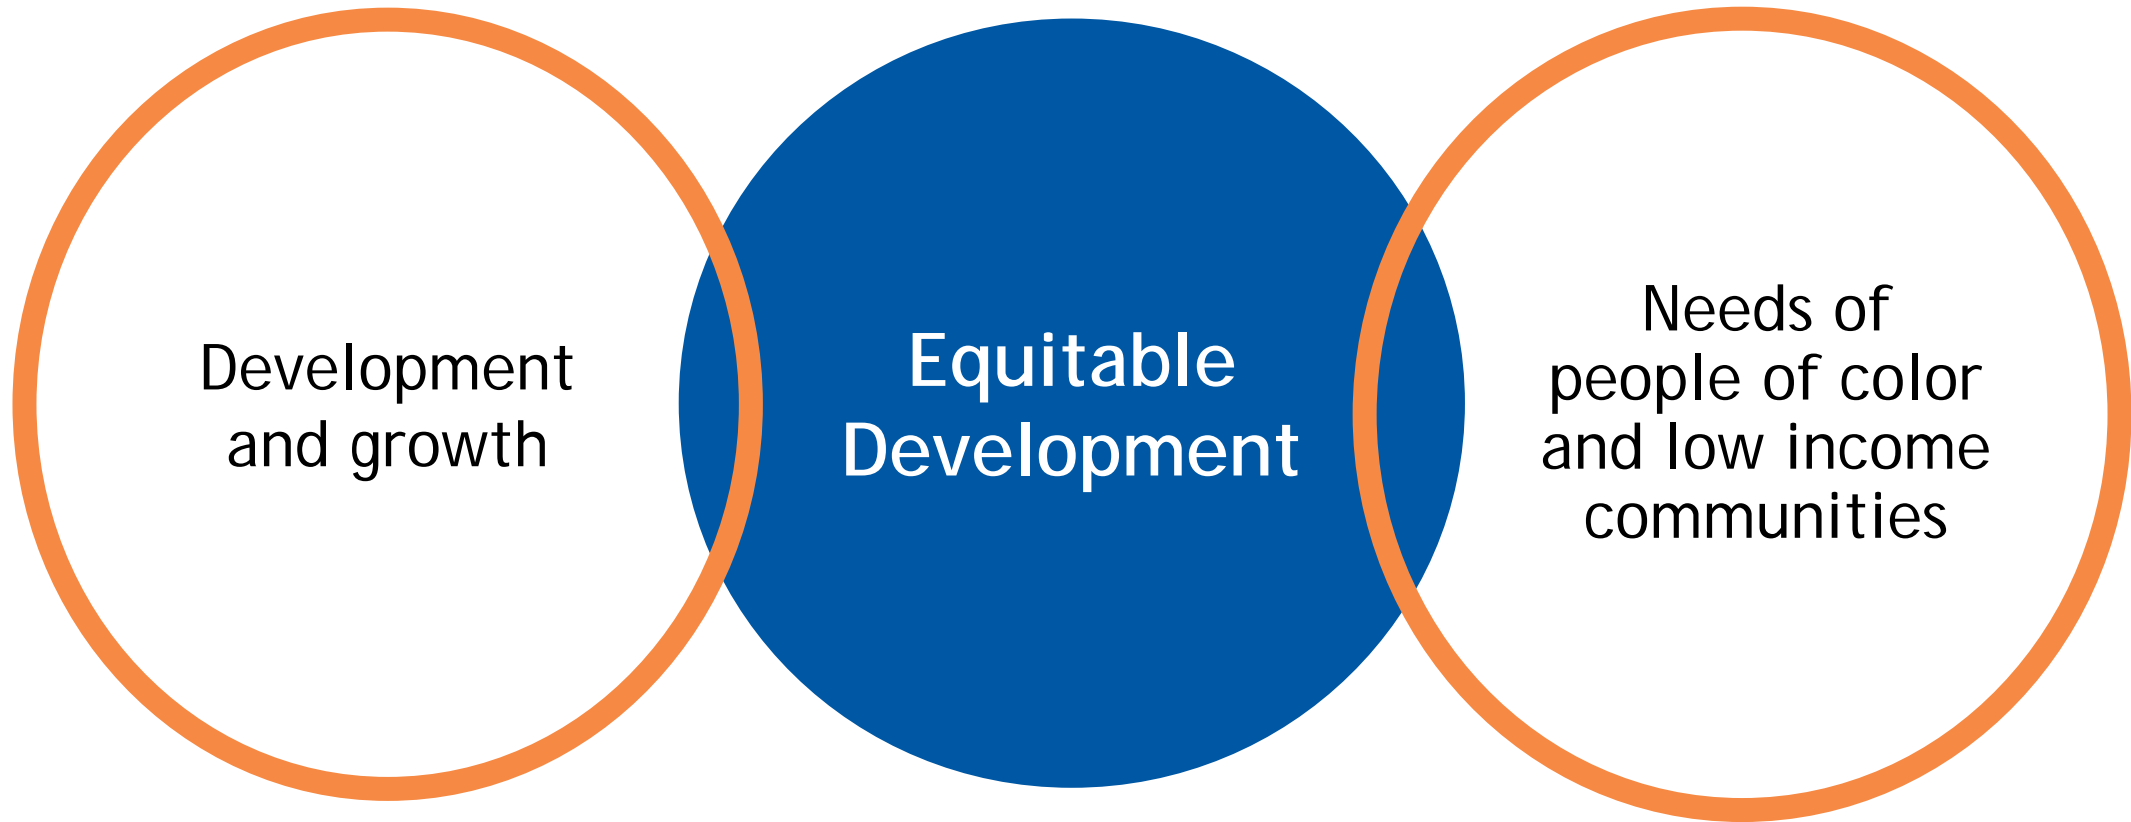 Development
and growth
Equitable
Development
Needs of
people of color
and low income
communities